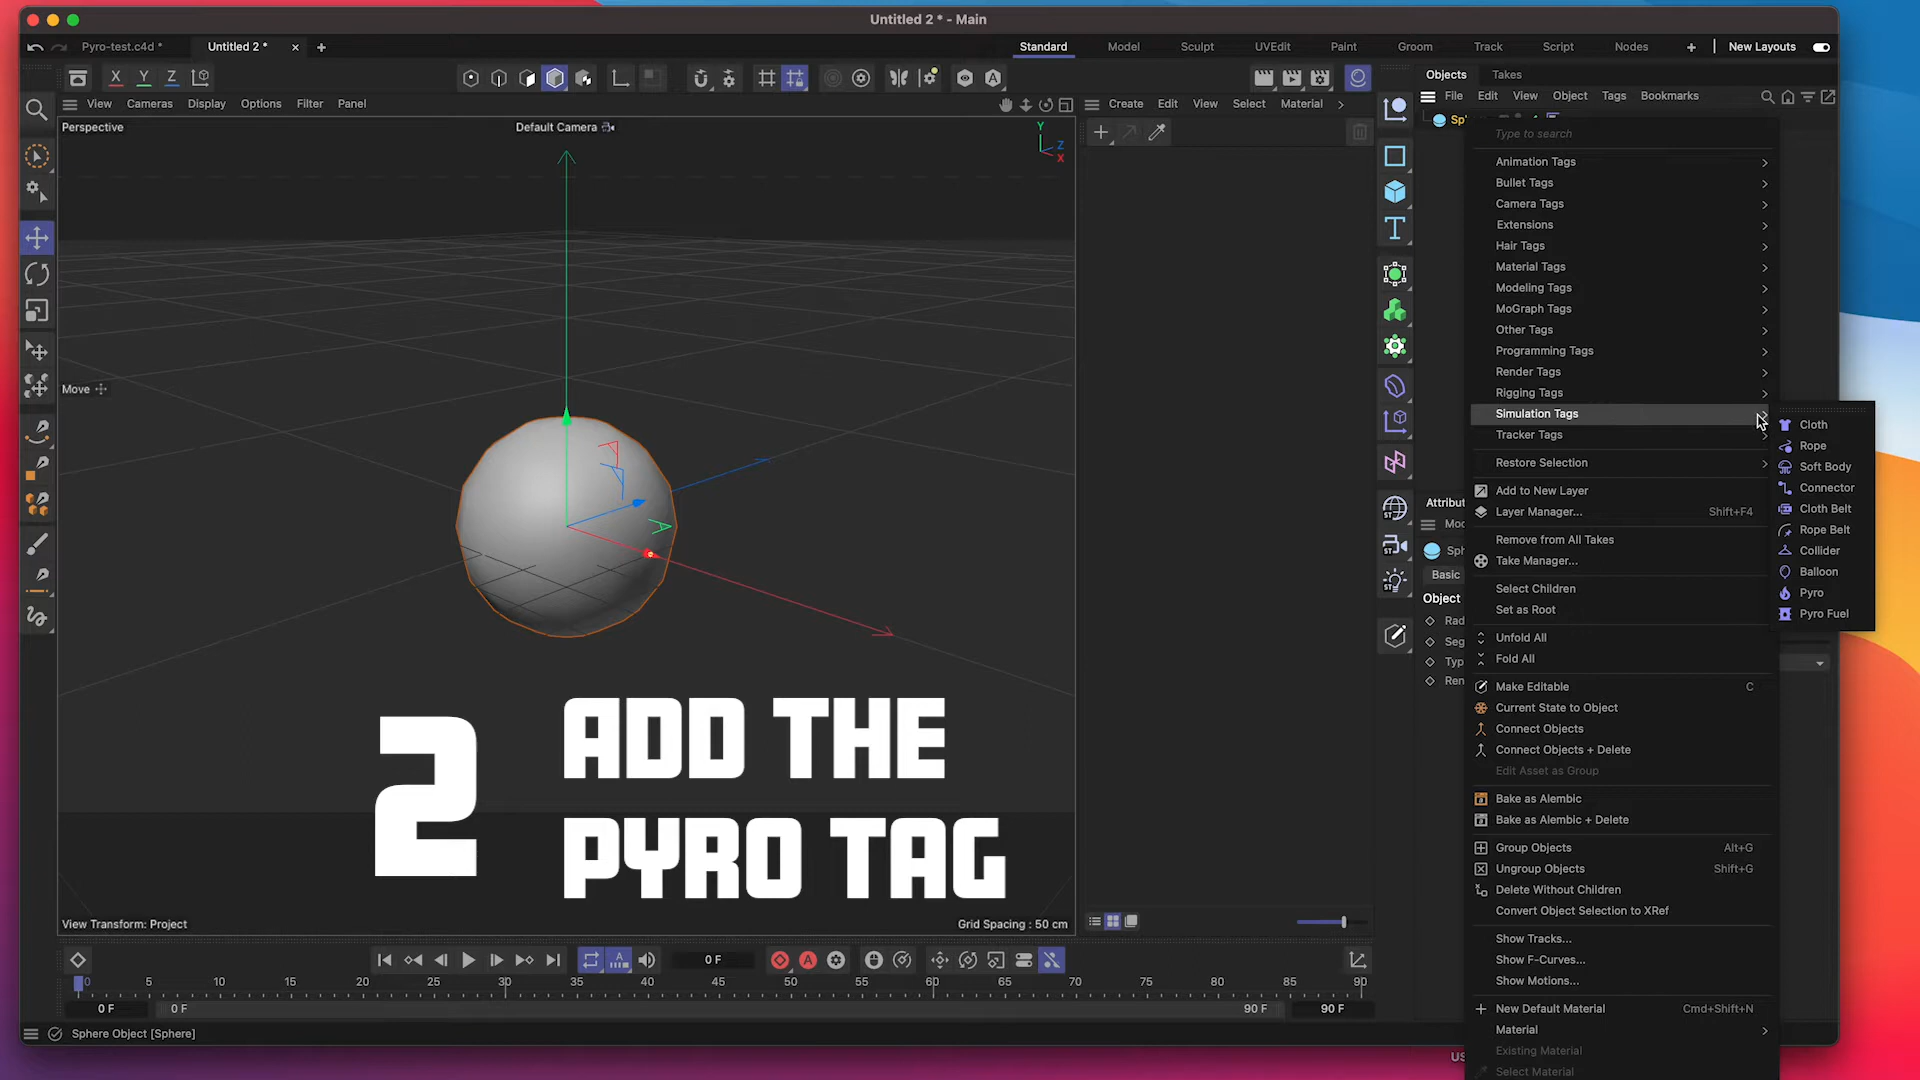 Untitled 2 * - Main
Pyro-test.c4d *
Untitled 2 *
Standard
Model
Sculpt
UVEdit
Paint
Groom
Track
Script
Nodes
New Layouts
X
Y
Z
Objects
Takes
View
Cameras
Display
Options
Filter
Panel
Create
Edit
View
Select
Material
File
Edit
View
Object
Tags
Bookmarks
Perspective
Default Camera
Y
Z
X
Move
Type to search
Animation Tags
Bullet Tags
Camera Tags
Extensions
Hair Tags
Material Tags
Modeling Tags
MoGraph Tags
Other Tags
Programming Tags
Render Tags
Rigging Tags
Simulation Tags
Tracker Tags
Restore Selection
Add to New Layer
Layer Manager... Shift+F4
Remove from All Takes
Take Manager...
Select Children
Set as Root
Unfold All
Fold All
Make Editable C
Current State to Object
Connect Objects
Connect Objects + Delete
Edit Asset as Group
Bake as Alembic
Bake as Alembic + Delete
Group Objects Alt+G
Ungroup Objects Shift+G
Delete Without Children
Convert Object Selection to XRef
Show Tracks...
Show F-Curves...
Show Motions...
New Default Material Cmd+Shift+N
Material
Existing Material
Select Material
Cloth
Rope
Soft Body
Connector
Cloth Belt
Rope Belt
Collider
Balloon
Pyro
Pyro Fuel
Attribut
Mod
Sph
Basic
Object
Rad
Seg
Typ
Ren
2
ADD THE
PYRO TAG
View Transform: Project
Grid Spacing : 50 cm
0 F
0 5 10 15 20 25 30 35 40 45 50 55 60 65 70 75 80 85 90
0 F
0 F
90 F
90 F
Sphere Object [Sphere]